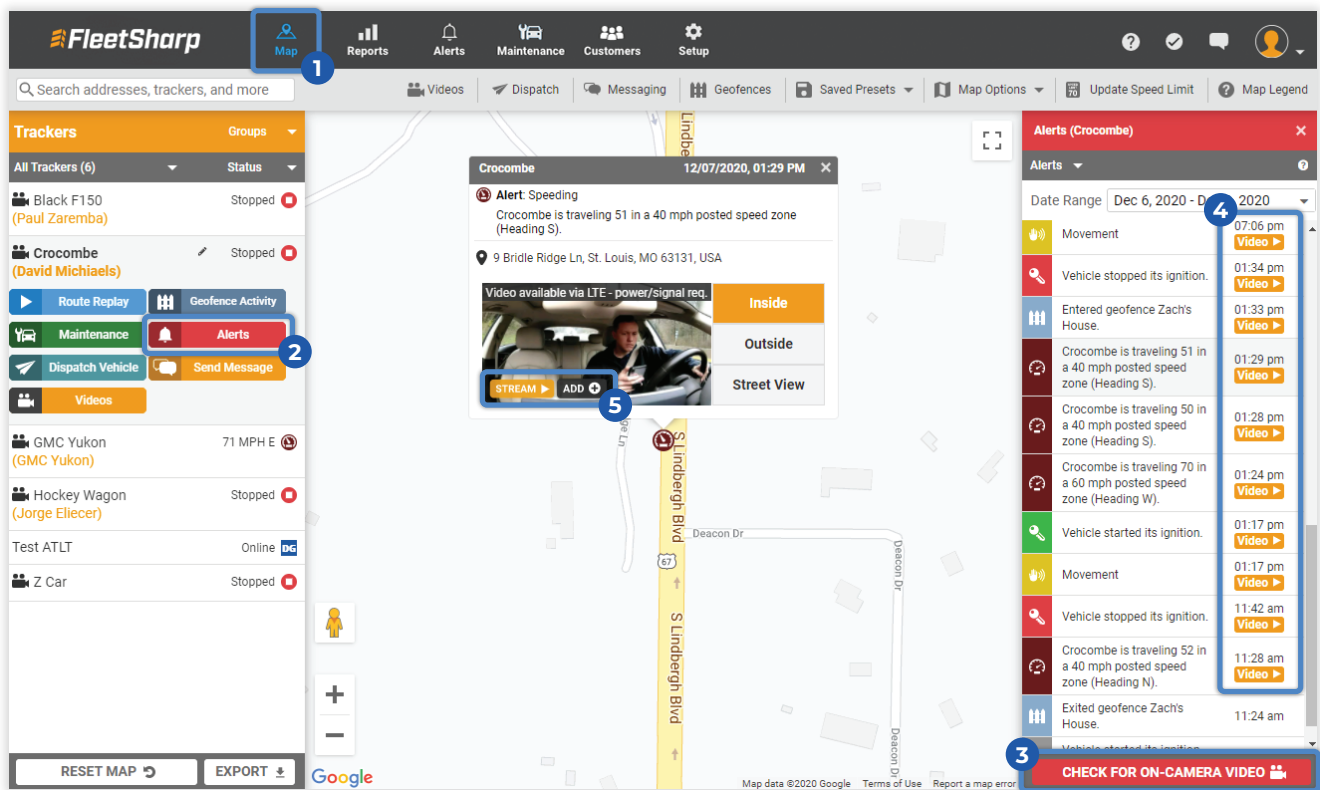 FleetSharp
Map
Reports
Alerts
Maintenance
Customers
Setup
1
Search addresses, trackers, and more
Videos
Dispatch
Messaging
Geofences
Saved Presets
Map Options
70
Update Speed Limit
Map Legend
Trackers
Groups
All Trackers (6)
Status
Black F150
Stopped
(Paul Zaremba)
Crocombe
Stopped
(David Michiaels)
Route Replay
Geofence Activity
Maintenance
Alerts
2
Dispatch Vehicle
Send Message
Videos
GMC Yukon
71 MPH E
(GMC Yukon)
Hockey Wagon
Stopped
(Jorge Eliecer)
Test ATLT
Online DG
Z Car
Stopped
RESET MAP
EXPORT
Crocombe
12/07/2020, 01:29 PM
Alert: Speeding
Crocombe is traveling 51 in a 40 mph posted speed zone
(Heading S).
9 Bridle Ridge Ln, St. Louis, MO 63131, USA
Video available via LTE - power/signal req.
STREAM
ADD
5
Inside
Outside
Street View
Lindbe
ge Ln
S Lindbergh Blvd
Deacon Dr
67
Deacon Dr
S Lindbergh Blvd
Deacon Dr
Google
Map data ©2020 Google
Terms of Use
Report a map error
Alerts (Crocombe)
Alerts
Date Range
Dec 6, 2020 - D
2020
4
Movement
07:06 pm
Video
Vehicle stopped its ignition.
01:34 pm
Video
Entered geofence Zach's
House.
01:33 pm
Video
Crocombe is traveling 51 in
a 40 mph posted speed
zone (Heading S).
01:29 pm
Video
Crocombe is traveling 50 in
a 40 mph posted speed
zone (Heading S).
01:28 pm
Video
Crocombe is traveling 70 in
a 60 mph posted speed
zone (Heading W).
01:24 pm
Video
Vehicle started its ignition.
01:17 pm
Video
Movement
01:17 pm
Video
Vehicle stopped its ignition.
11:42 am
Video
Crocombe is traveling 52 in
a 40 mph posted speed
zone (Heading N).
11:28 am
Video
Exited geofence Zach's
House.
11:24 am
Vehicle started its ignition
3
CHECK FOR ON-CAMERA VIDEO